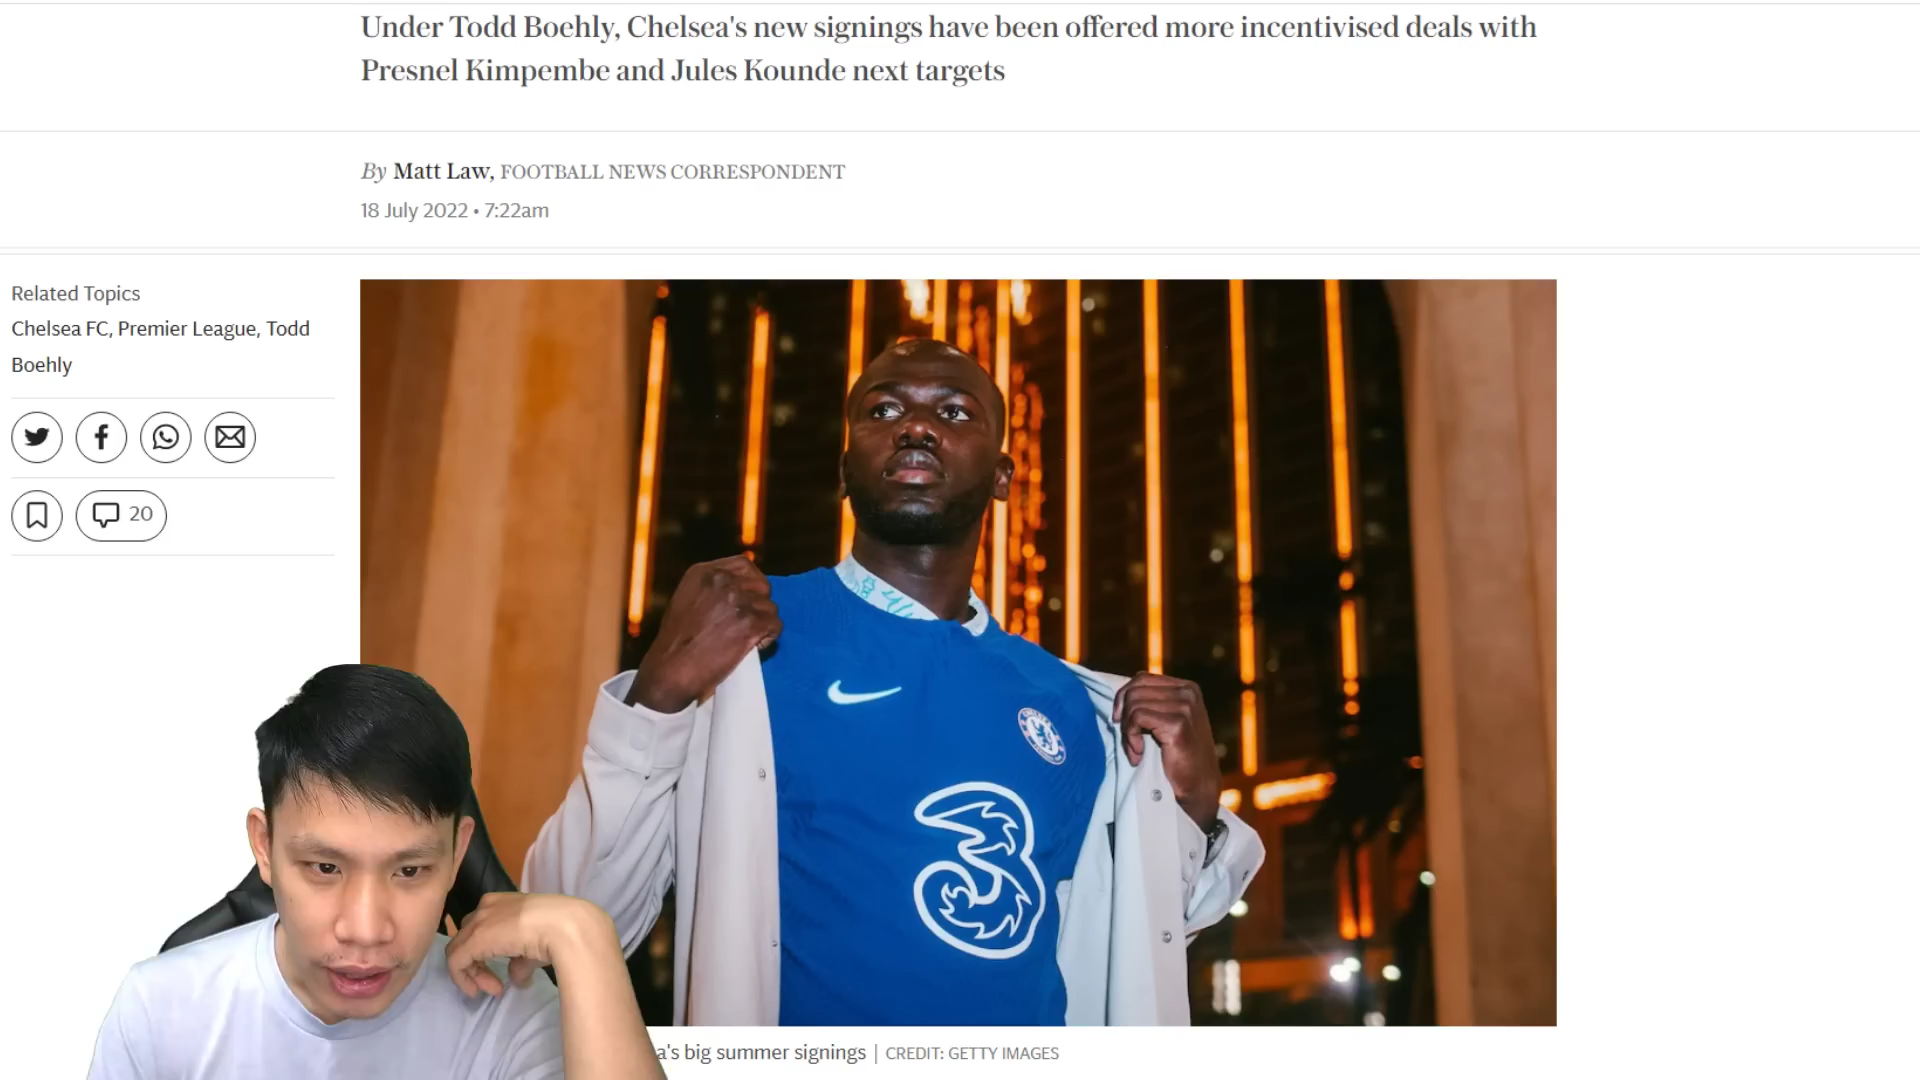 Under Todd Boehly, Chelsea's new signings have been offered more incentivised deals with
Presnel Kimpembe and Jules Kounde next targets
By Matt Law, FOOTBALL NEWS CORRESPONDENT
18 July 2022 • 7:22am
Related Topics
Chelsea FC, Premier League, Todd
Boehly
20
3
a's big summer signings | CREDIT: GETTY IMAGES